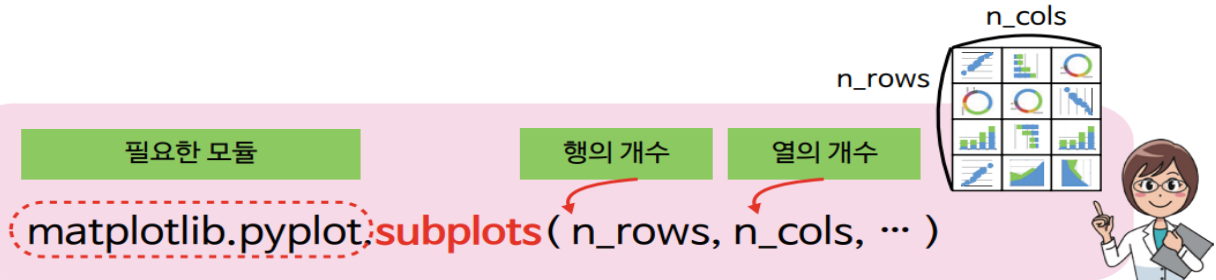 n_cols
n_rows
필요한 모듈
행의 개수
열의 개수
matplotlib.pyplot.subplots( n_rows, n_cols, ··· )